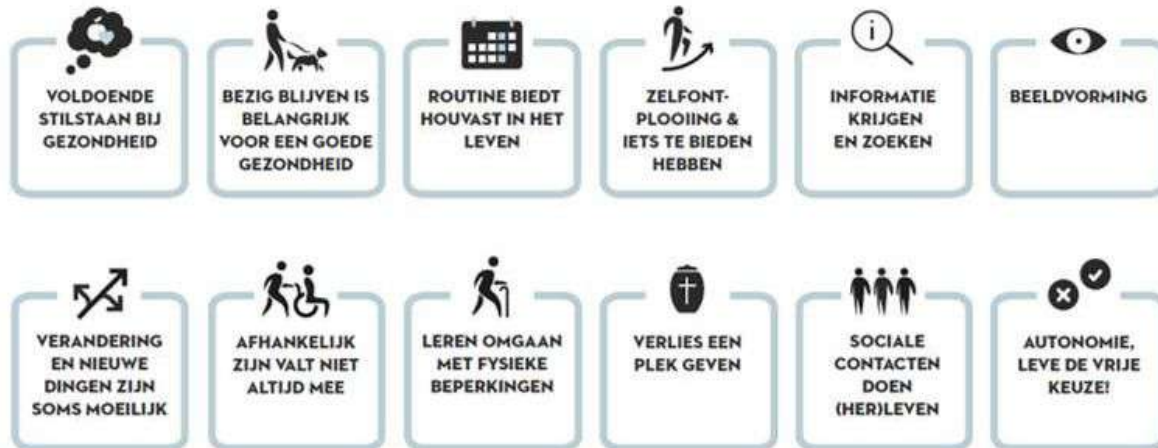 VOLDOENDE
STILSTAAN BIJ
GEZONDHEID
BEZIG BLIJVEN IS
BELANGRIJK
VOOR EEN GOEDE
GEZONDHEID
ROUTINE BIEDT
HOUVAST IN HET
LEVEN
ZELFONT-
PLOOIING &
IETS TE BIEDEN
HEBBEN
i
INFORMATIE
KRIJGEN
EN ZOEKEN
BEELDVORMING
VERANDERING
EN NIEUWE
DINGEN ZIJN
SOMS MOEILIJK
AFHANKELIJK
ZIJN VALT NIET
ALTIJD MEE
LEREN OMGAAN
MET FYSIEKE
BEPERKINGEN
VERLIES EEN
PLEK GEVEN
SOCIALE
CONTACTEN
DOEN
(HER)LEVEN
AUTONOMIE,
LEVE DE VRIJE
KEUZE!